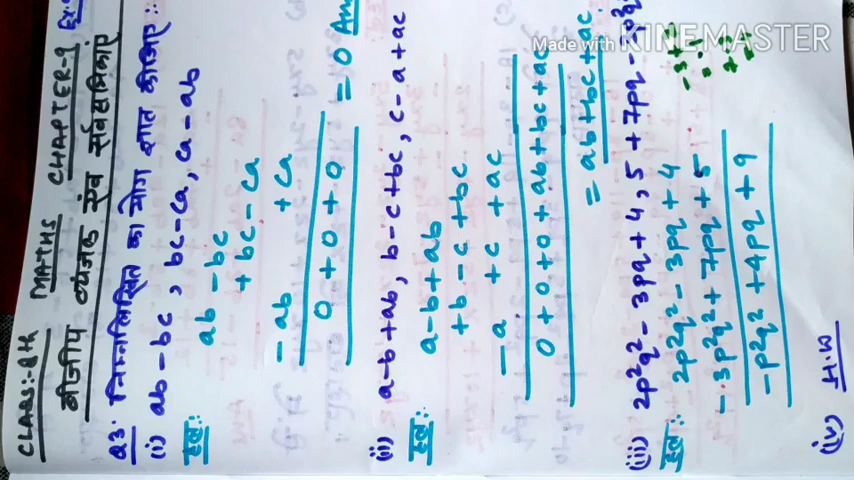 CLASS:- 8th MATHS CHAPTER-9
बीजीय व्यंजक एंव सर्वसमिकाए
Q3. निम्नलिखित का योग ज्ञात कीजिए :
(i) ab - bc, bc - ca, ca - ab
हल:- ab - bc
+ bc - ca
- ab + ca
0 + 0 + 0 = 0 Ans
(ii) a - b + ab, b - c + bc, c - a + ac
हल:- a - b + ab
+ b - c + bc
- a + c + ac
0 + 0 + 0 + ab + bc + ac
= ab + bc + ac
(iii) 2p²q² - 3pq + 4, 5 + 7pq - 3p²q²
हल:- 2p²q² - 3pq + 4
- 3p²q² + 7pq + 5
- p²q² + 4pq + 9
(iv) H.W
Made with KINEMASTER